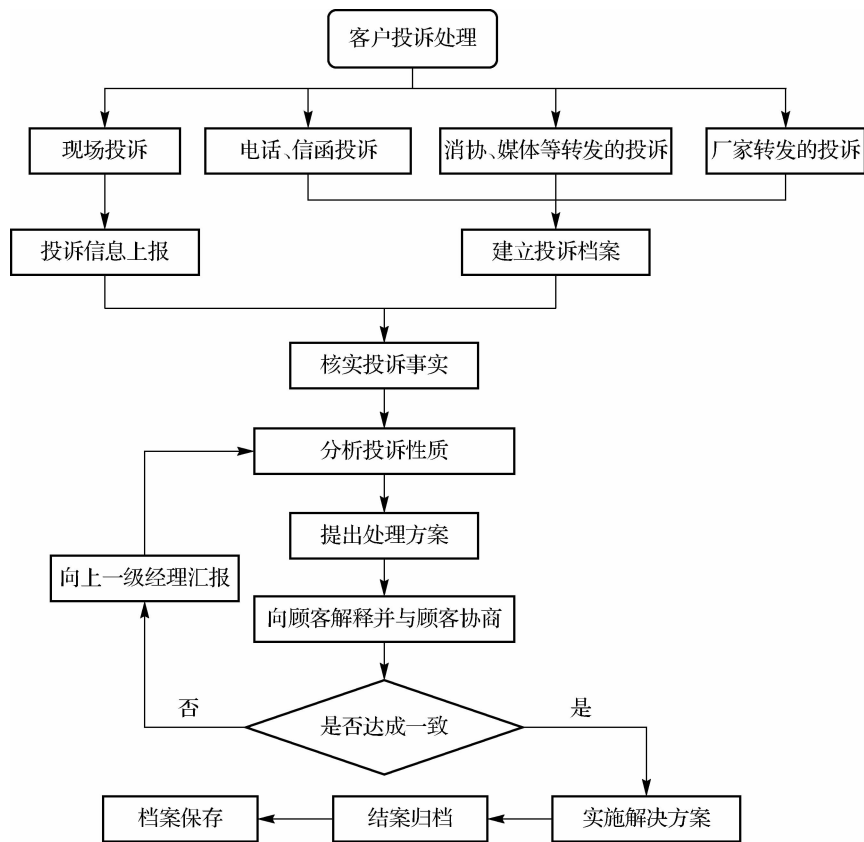 客户投诉处理
现场投诉
电话、信函投诉
消协、媒体等转发的投诉
厂家转发的投诉
投诉信息上报
建立投诉档案
核实投诉事实
分析投诉性质
提出处理方案
向上一级经理汇报
向顾客解释并与顾客协商
否
是否达成一致
是
档案保存
结案归档
实施解决方案